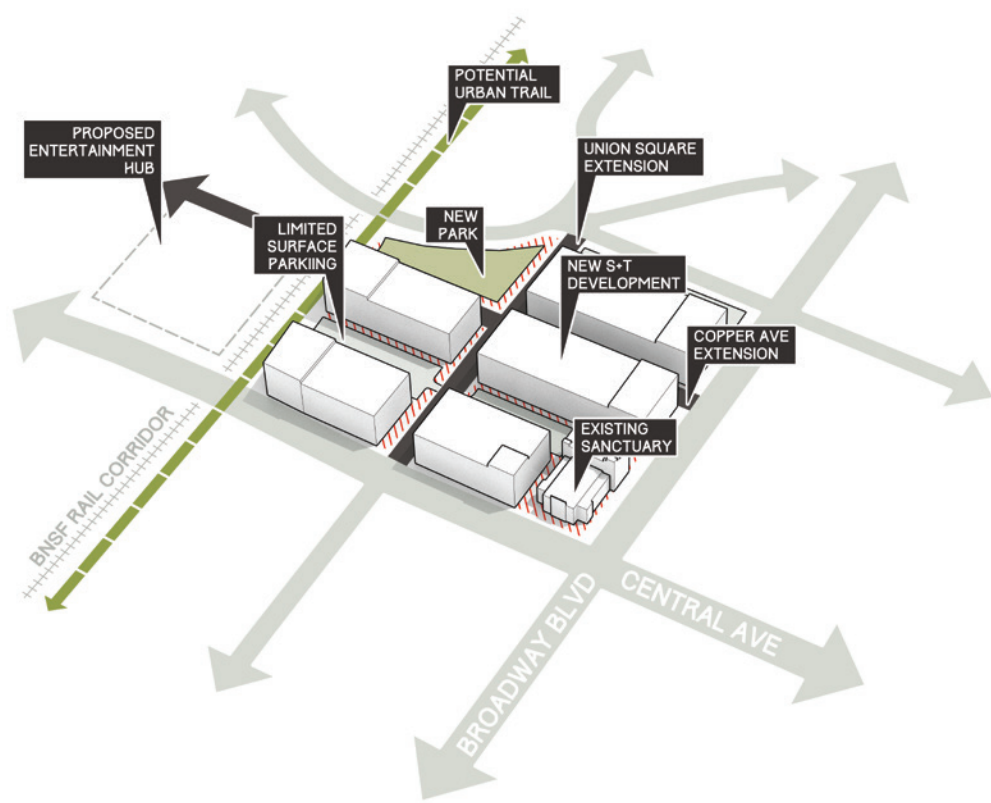 POTENTIAL
URBAN TRAIL
PROPOSED
ENTERTAINMENT
HUB
UNION SQUARE
EXTENSION
LIMITED
SURFACE
PARKIING
NEW
PARK
NEW S+T
DEVELOPMENT
COPPER AVE
EXTENSION
EXISTING
SANCTUARY
BNSF RAIL CORRIDOR
BROADWAY BLVD
CENTRAL AVE